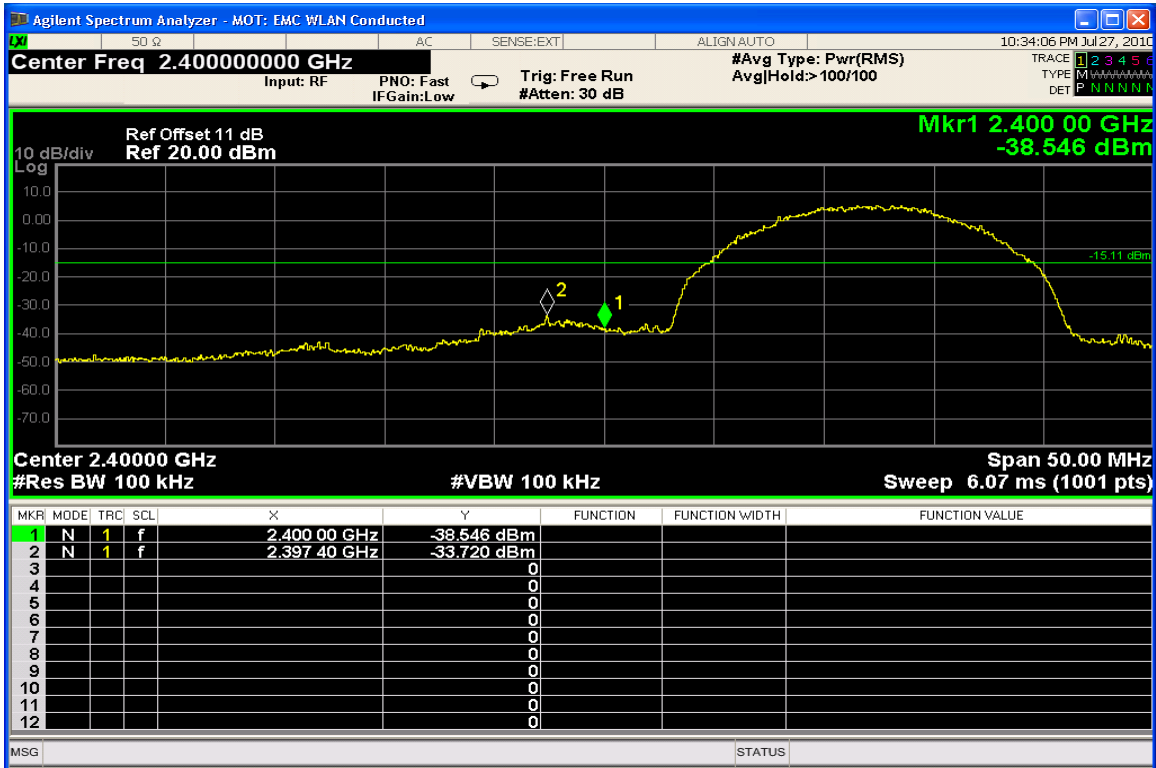 Agilent Spectrum Analyzer - MOT: EMC WLAN Conducted
LXI 50 Ω AC SENSE:EXT ALIGN AUTO 10:34:06 PM Jul 27, 2010
Center Freq 2.400000000 GHz
Input: RF
PNO: Fast
IFGain:Low
Trig: Free Run
#Atten: 30 dB
#Avg Type: Pwr(RMS)
Avg|Hold:>100/100
TRACE 1 2 3 4 5 6
TYPE M
DET P N N N N N
Mkr1 2.400 00 GHz
-38.546 dBm
Ref Offset 11 dB
10 dB/div Ref 20.00 dBm
Log
10.0
0.00
-10.0
-15.11 dBm
-20.0
-30.0
2
1
-40.0
-50.0
-60.0
-70.0
Center 2.40000 GHz Span 50.00 MHz
#Res BW 100 kHz #VBW 100 kHz Sweep 6.07 ms (1001 pts)
MKR MODE TRC SCL X Y FUNCTION FUNCTION WIDTH FUNCTION VALUE
1 N 1 f 2.400 00 GHz -38.546 dBm
2 N 1 f 2.397 40 GHz -33.720 dBm
3 0
4 0
5 0
6 0
7 0
8 0
9 0
10 0
11 0
12 0
MSG STATUS